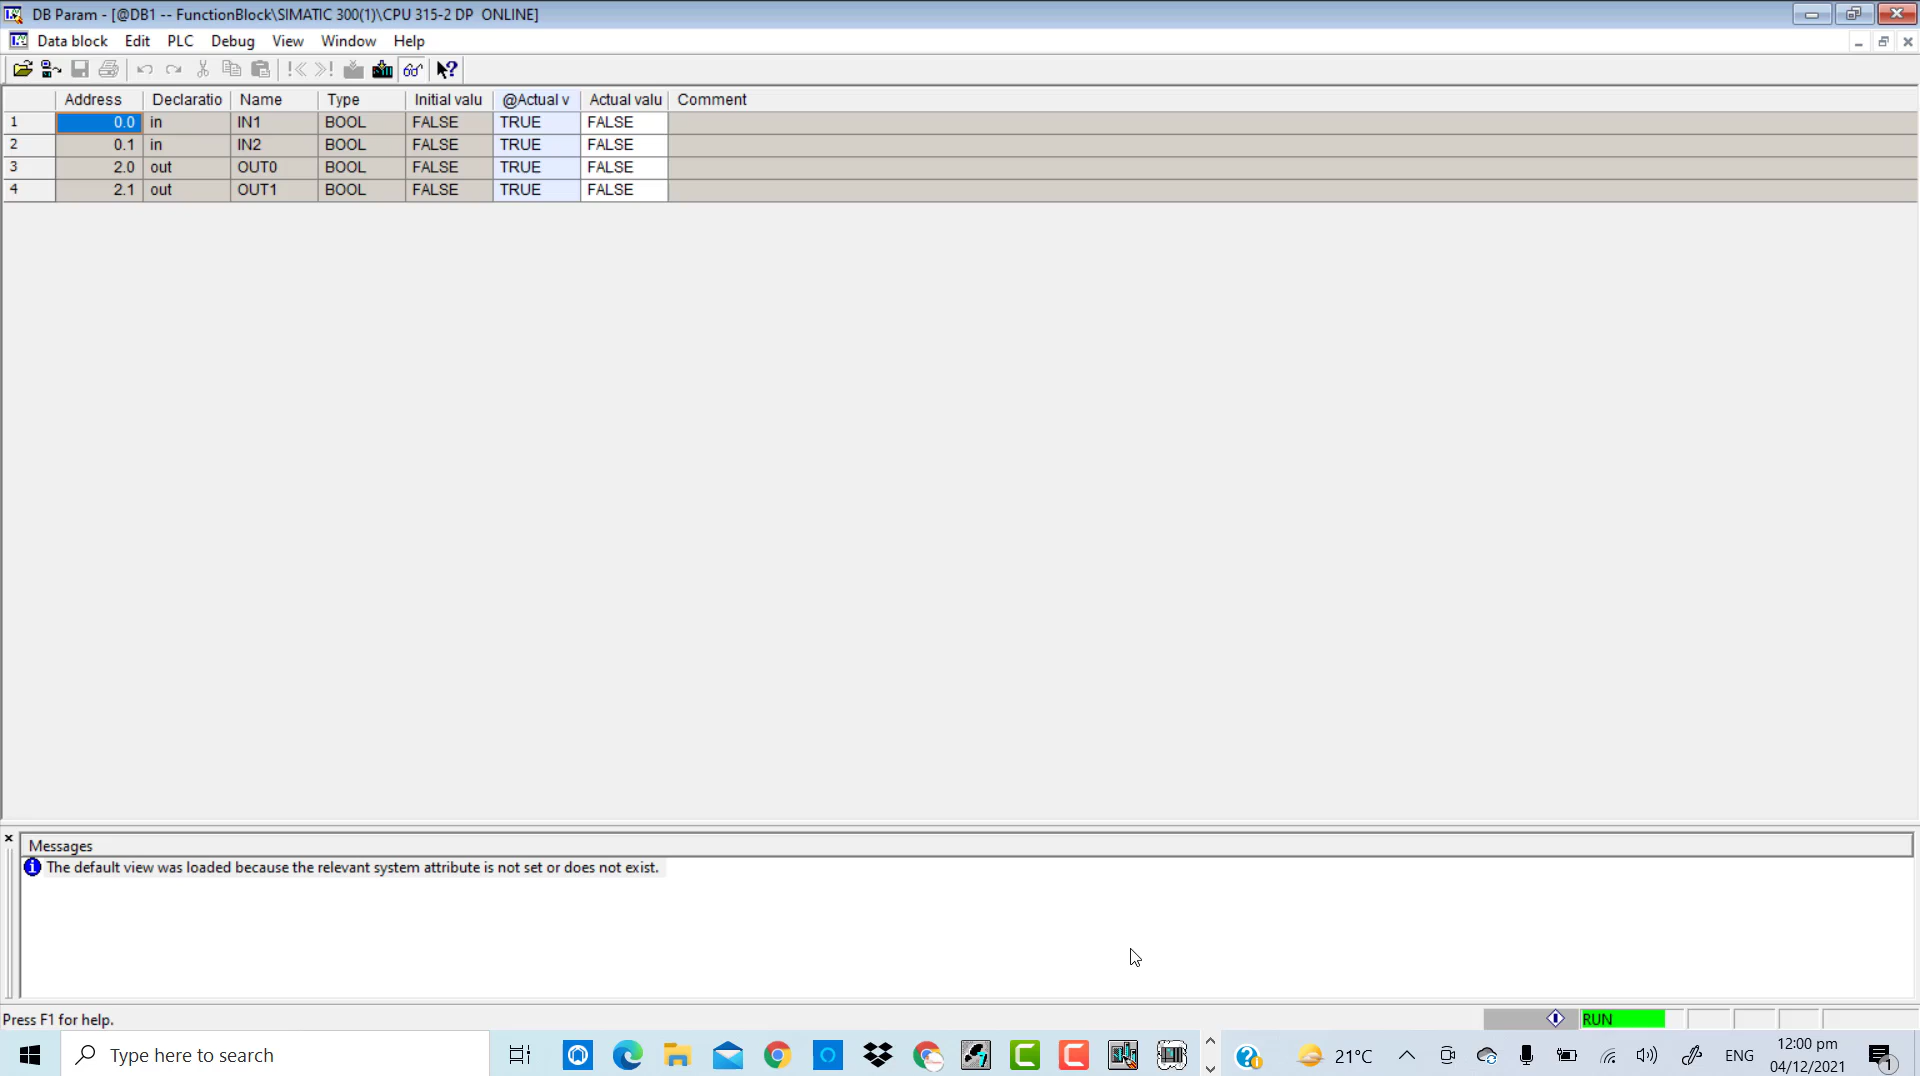 DB Param - [@DB1 -- FunctionBlock\SIMATIC 300(1)\CPU 315-2 DP  ONLINE]
Data block Edit PLC Debug View Window Help
Address Declaratio Name Type Initial valu @Actual v Actual valu Comment
1 0.0 in IN1 BOOL FALSE TRUE FALSE
2 0.1 in IN2 BOOL FALSE TRUE FALSE
3 2.0 out OUT0 BOOL FALSE TRUE FALSE
4 2.1 out OUT1 BOOL FALSE TRUE FALSE
Messages
The default view was loaded because the relevant system attribute is not set or does not exist.
Press F1 for help.
RUN
Type here to search
21°C
ENG
12:00 pm
04/12/2021
1